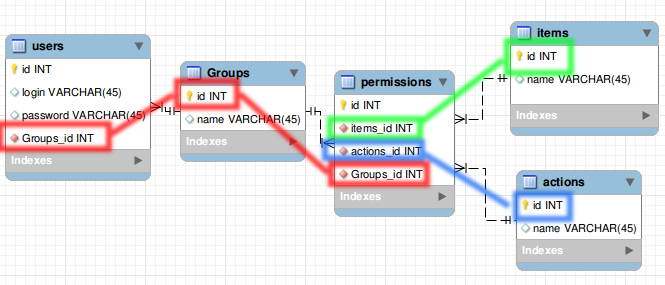 users
id INT
login VARCHAR(45)
password VARCHAR(45)
Groups_id INT
Indexes
Groups
id INT
name VARCHAR(45)
Indexes
permissions
id INT
items_id INT
actions_id INT
Groups_id INT
Indexes
items
id INT
name VARCHAR(45)
Indexes
actions
id INT
name VARCHAR(45)
Indexes